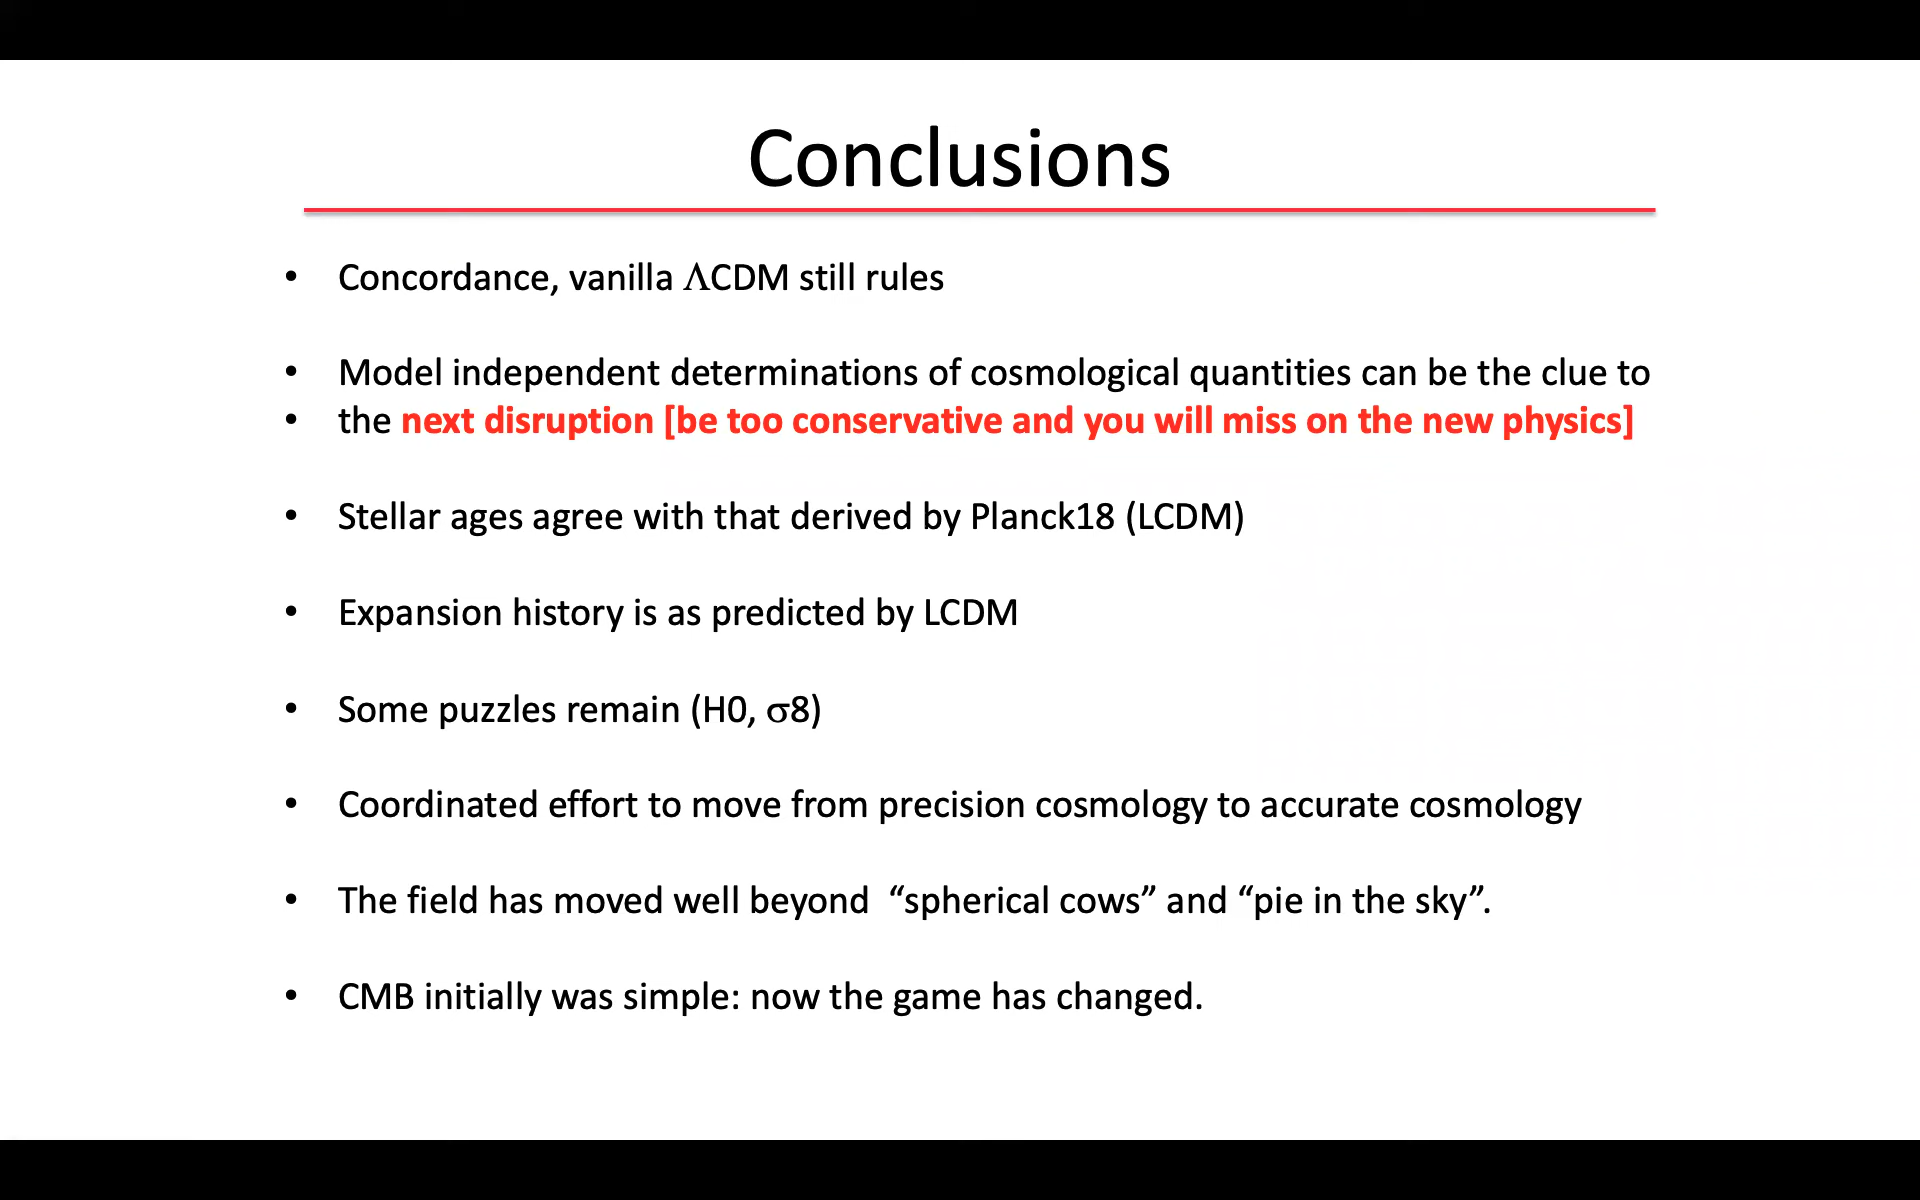 Conclusions
• Concordance, vanilla ΛCDM still rules
• Model independent determinations of cosmological quantities can be the clue to
• the next disruption [be too conservative and you will miss on the new physics]
• Stellar ages agree with that derived by Planck18 (LCDM)
• Expansion history is as predicted by LCDM
• Some puzzles remain (H0, σ8)
• Coordinated effort to move from precision cosmology to accurate cosmology
• The field has moved well beyond  “spherical cows” and “pie in the sky”.
• CMB initially was simple: now the game has changed.